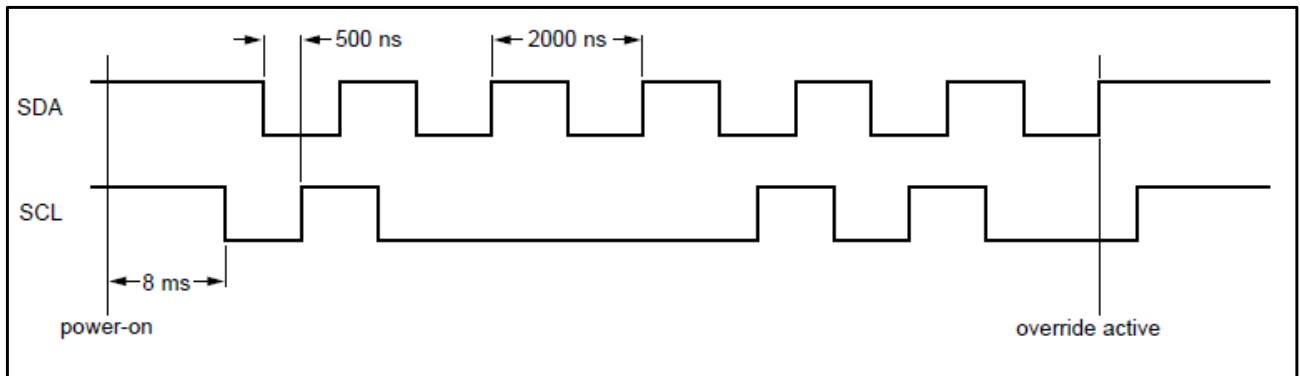 500 ns
2000 ns
SDA
SCL
8 ms
power-on
override active